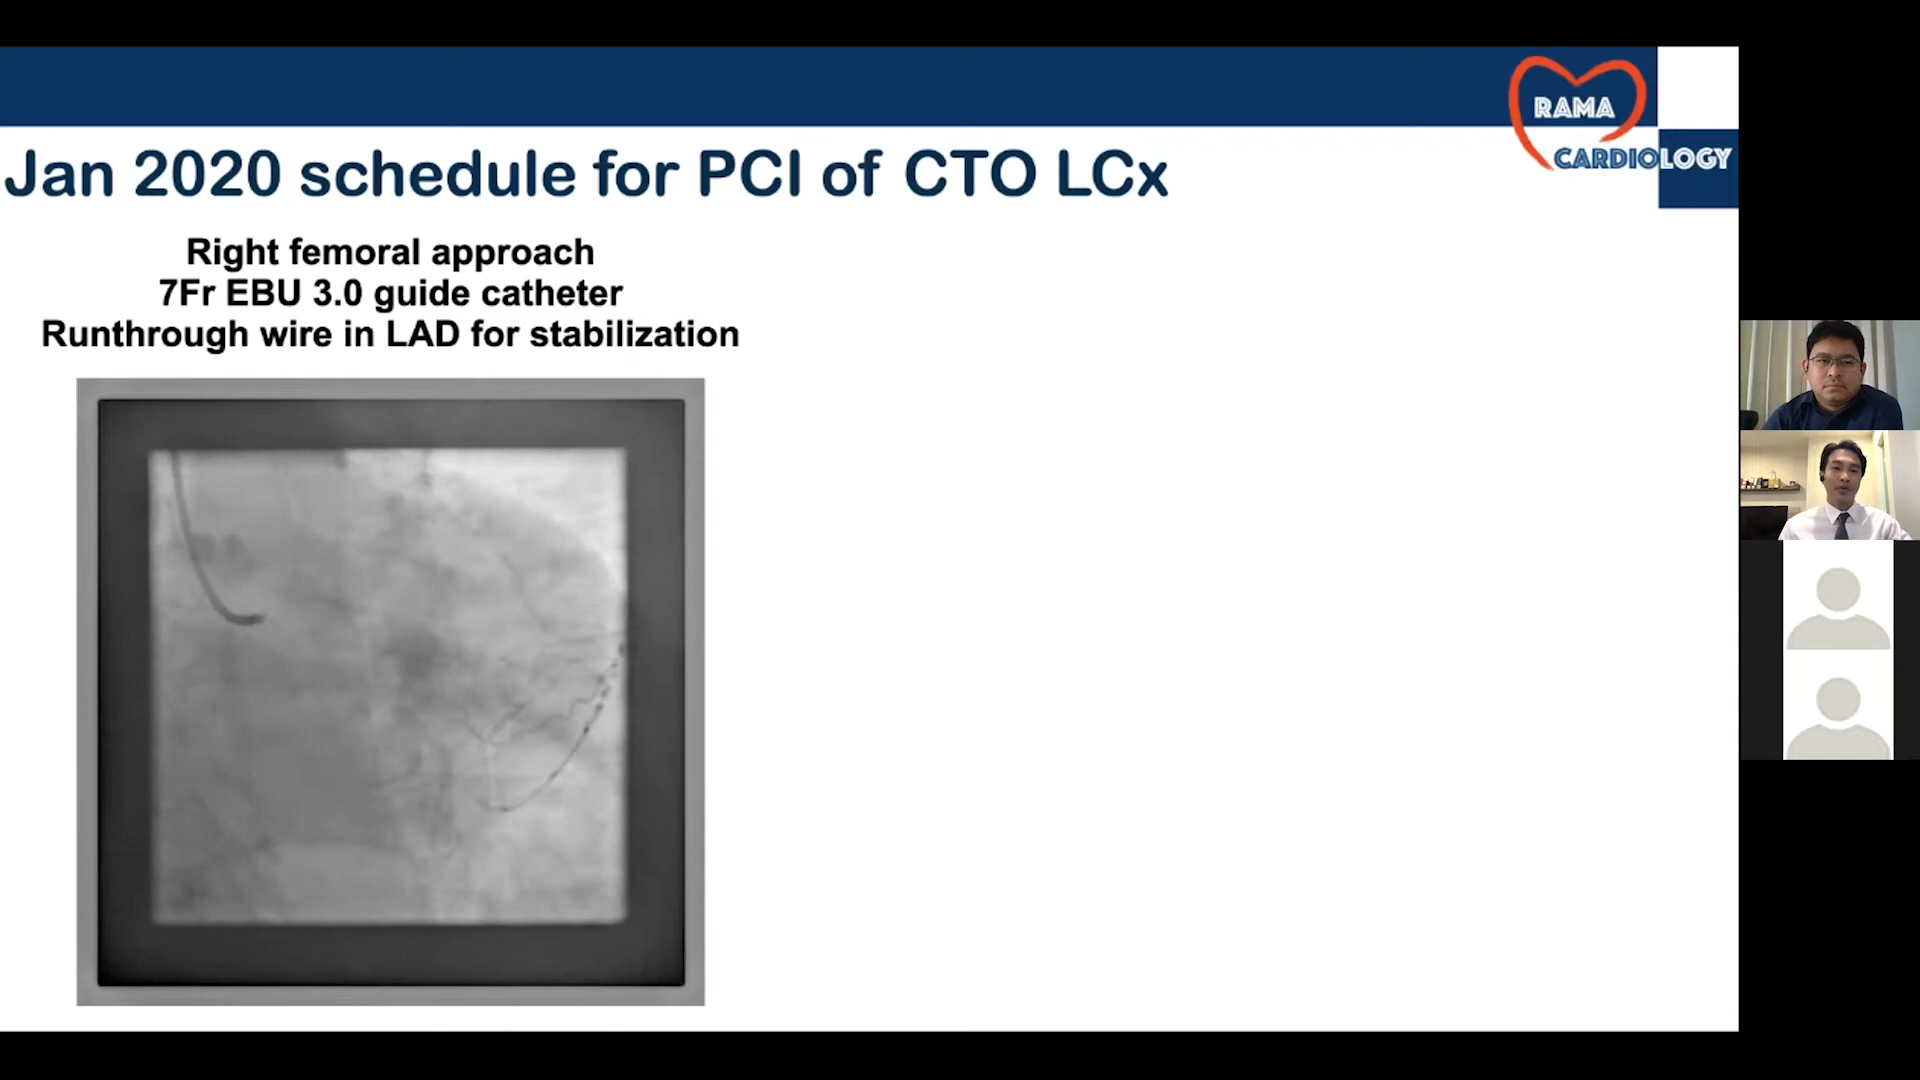 RAMA
CARDIOLOGY
Jan 2020 schedule for PCI of CTO LCx
Right femoral approach
7Fr EBU 3.0 guide catheter
Runthrough wire in LAD for stabilization